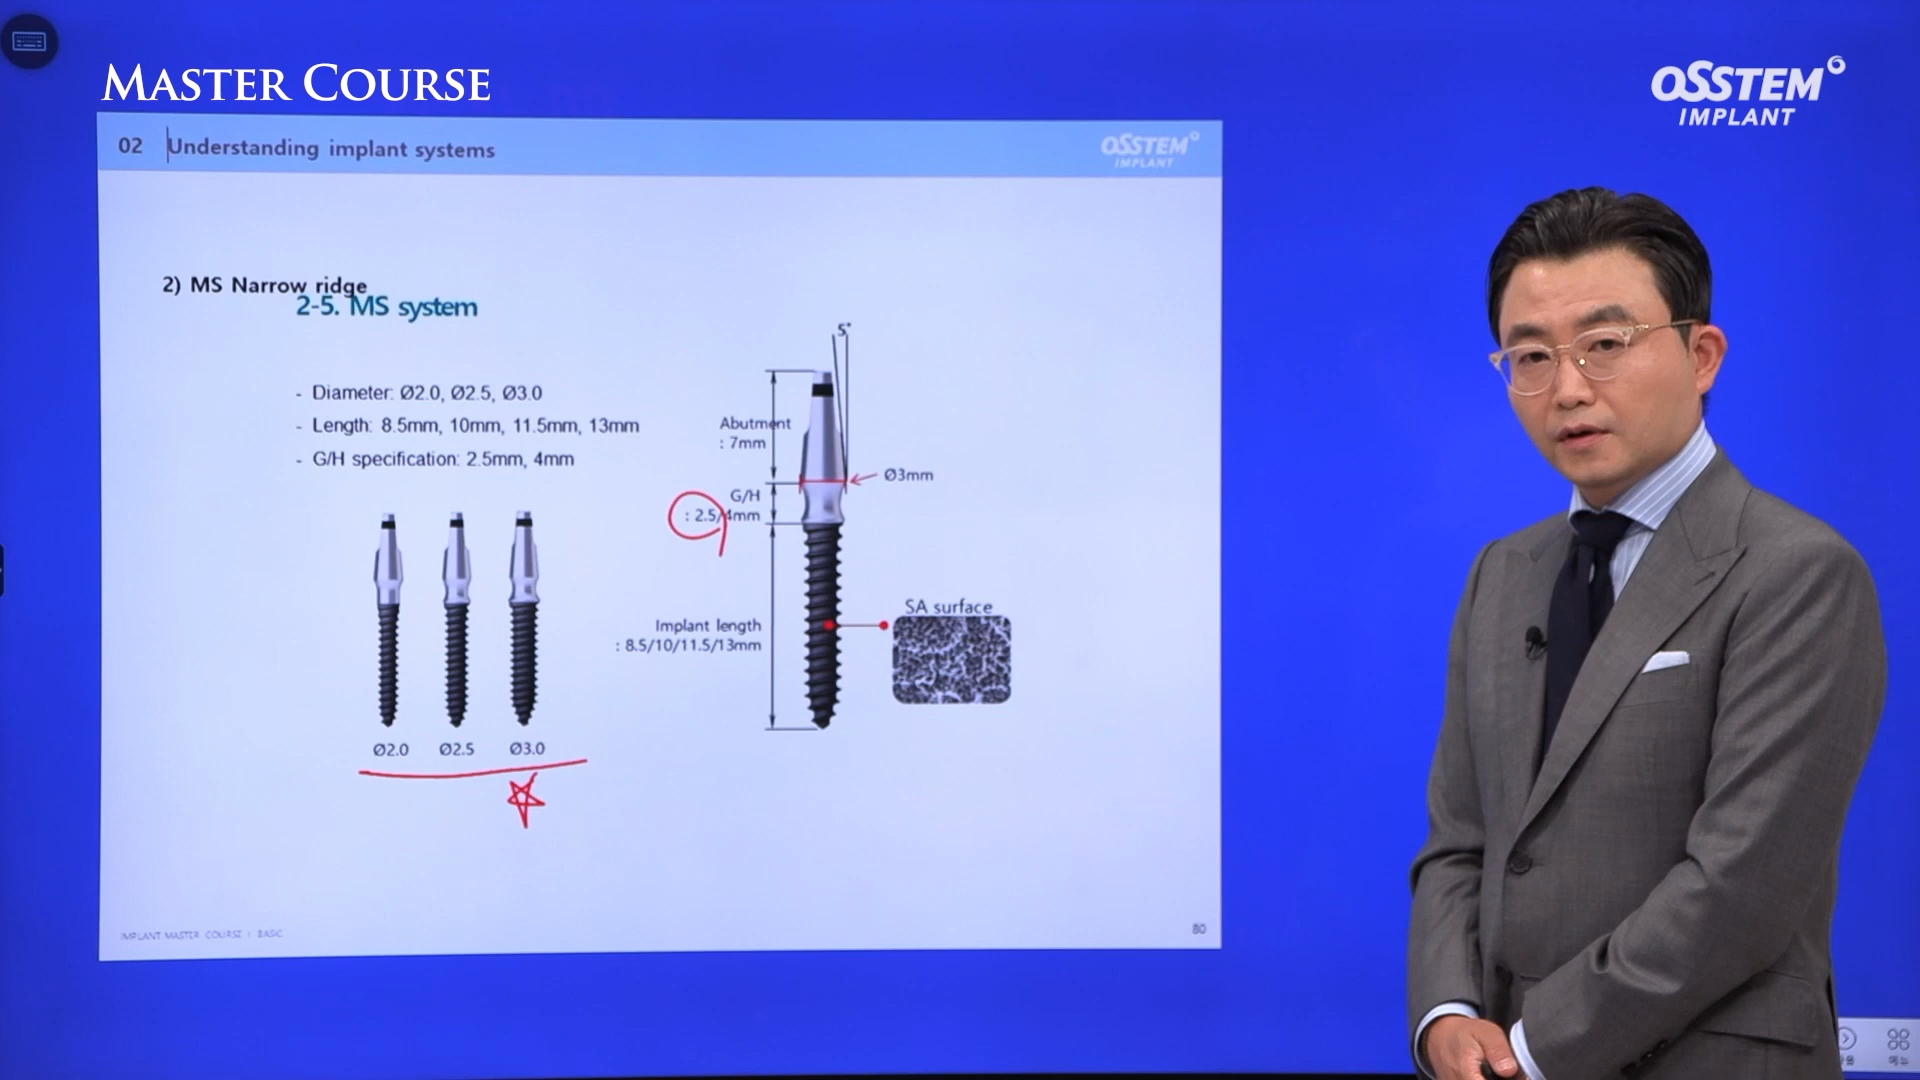 MASTER COURSE
OSSTEM
IMPLANT
02 Understanding implant systems
OSSTEM
IMPLANT
2) MS Narrow ridge
2-5. MS system
- Diameter: Ø2.0, Ø2.5, Ø3.0
- Length: 8.5mm, 10mm, 11.5mm, 13mm
- G/H specification: 2.5mm, 4mm
5°
Abutment
: 7mm
Ø3mm
G/H
: 2.5/4mm
SA surface
Implant length
: 8.5/10/11.5/13mm
Ø2.0 Ø2.5 Ø3.0
IMPLANT MASTER COURSE I BASIC
80
메뉴